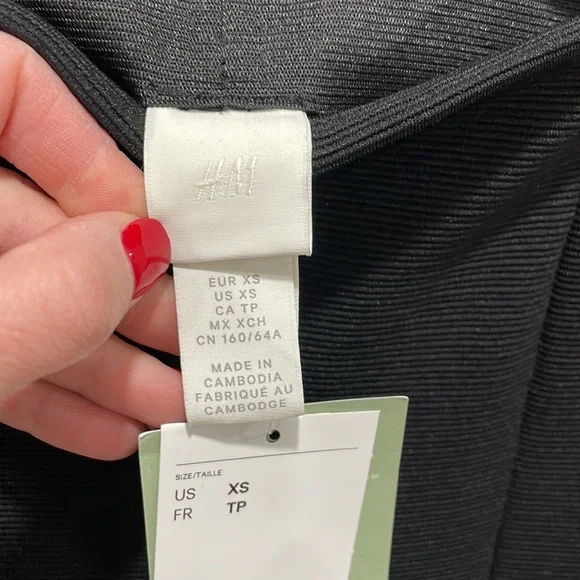 H&M
EUR XS
US XS
CA TP
MX XCH
CN 160/64A
MADE IN
CAMBODIA
FABRIQUÉ AU
CAMBODGE
SIZE/TAILLE
US XS
FR TP